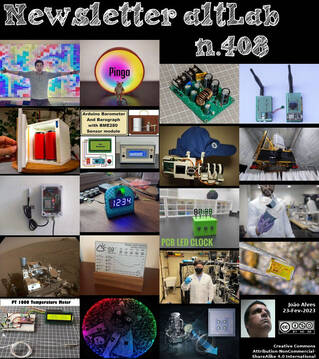 Newsletter altLab
n.408
Pinga
Arduino Barometer
And Barograph
with BME280
Sensor module
1234
PCB LED CLOCK
PT 1000 Temperature Meter
João Alves
23-Fev-2023
Creative Commons
Attribution-NonCommercial-
ShareAlike 4.0 International